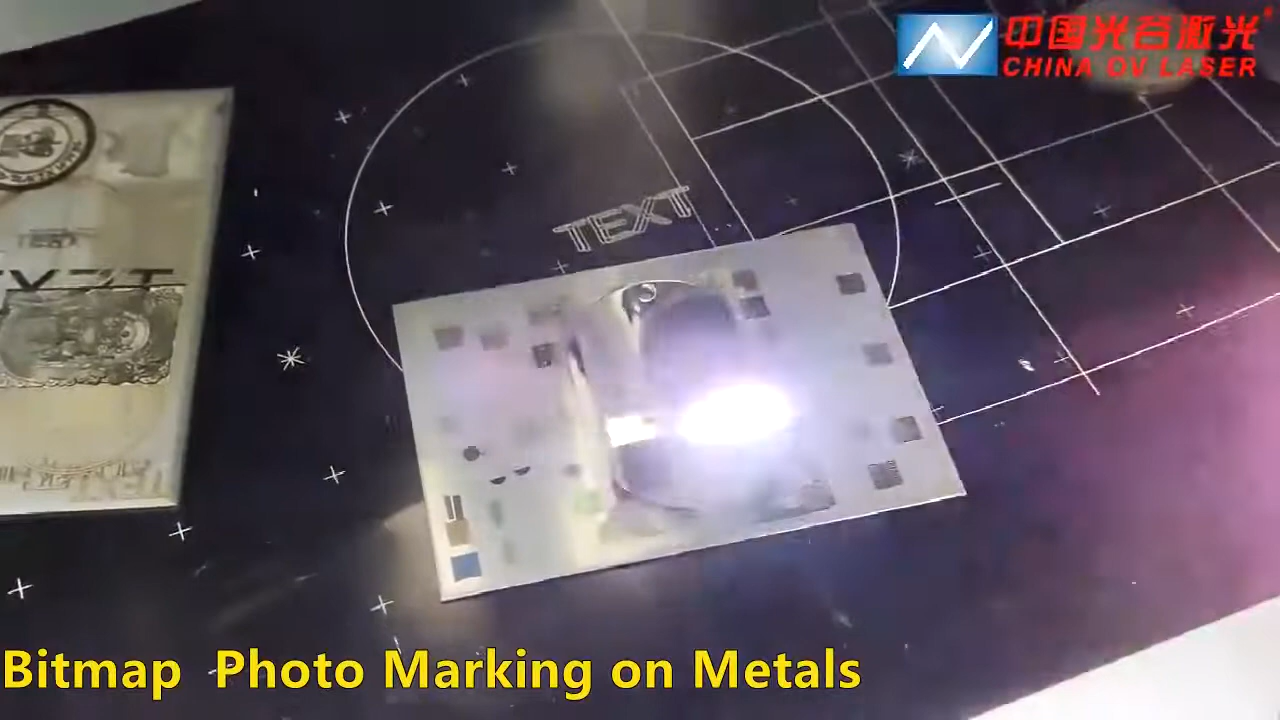 中国光谷激光
CHINA OV LASER
TEXT
Bitmap Photo Marking on Metals